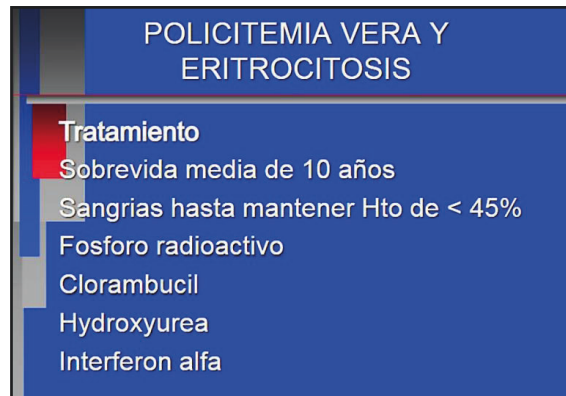 POLICITEMIA VERA Y
ERITROCITOSIS
Tratamiento
Sobrevida media de 10 años
Sangrias hasta mantener Hto de < 45%
Fosforo radioactivo
Clorambucil
Hydroxyurea
Interferon alfa